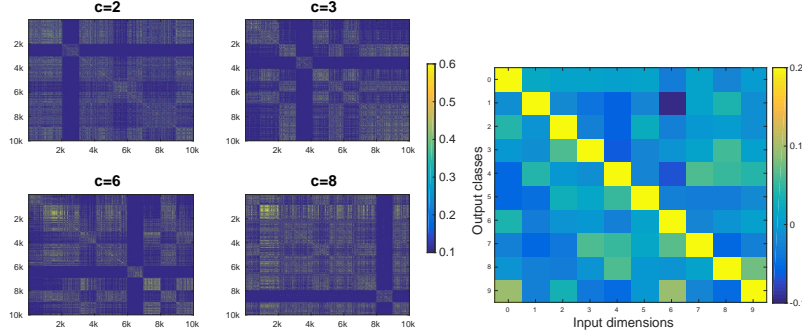 c=2
c=3
2k
4k
6k
8k
10k
2k 4k 6k 8k 10k
2k
4k
6k
8k
10k
2k 4k 6k 8k 10k
c=6
c=8
2k
4k
6k
8k
10k
2k 4k 6k 8k 10k
2k
4k
6k
8k
10k
2k 4k 6k 8k 10k
0.6
0.5
0.4
0.3
0.2
0.1
Output classes
0
1
2
3
4
5
6
7
8
9
0 1 2 3 4 5 6 7 8 9
Input dimensions
0.2
0